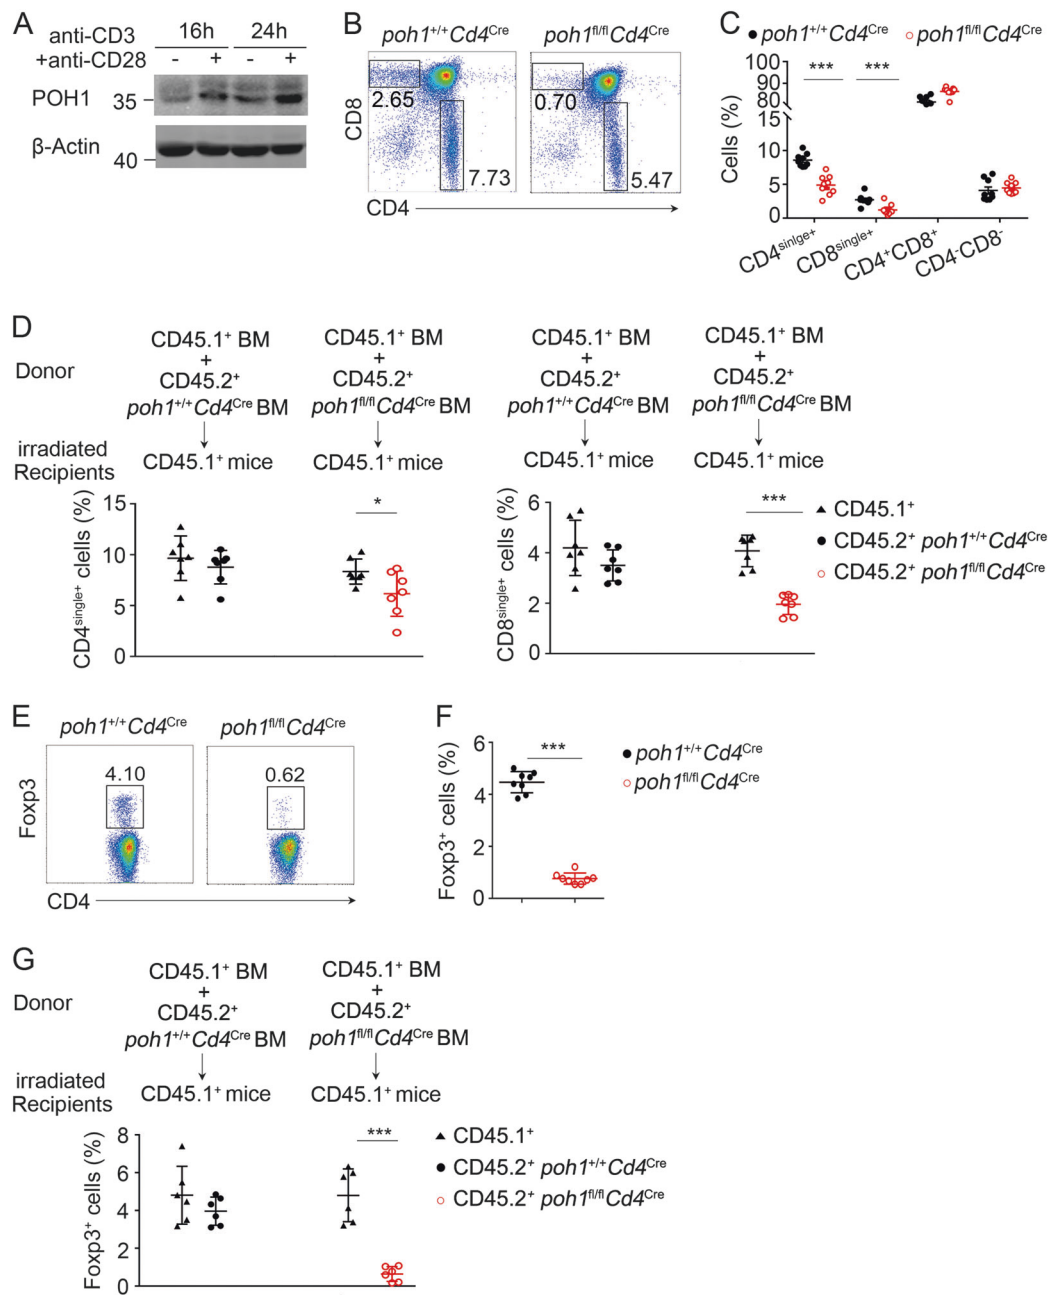 A
anti-CD3 16h 24h
+anti-CD28 - + - +
POH1 35
β-Actin
40
B
poh1+/+Cd4Cre poh1fl/flCd4Cre
CD8
2.65 0.70
7.73 5.47
CD4
C
poh1+/+Cd4Cre poh1fl/flCd4Cre
Cells (%)
100
90
80
15
10
5
0
*** ***
CD4sinlge+ CD8single+ CD4+CD8+ CD4-CD8-
D
Donor
CD45.1+ BM CD45.1+ BM CD45.1+ BM CD45.1+ BM
+ + + +
CD45.2+ CD45.2+ CD45.2+ CD45.2+
poh1+/+Cd4Cre BM poh1fl/flCd4Cre BM poh1+/+Cd4Cre BM poh1fl/flCd4Cre BM
irradiated
Recipients
CD45.1+ mice CD45.1+ mice CD45.1+ mice CD45.1+ mice
CD4single+ clells (%)
15
10
5
0
*
CD8single+ cells (%)
6
4
2
0
***
CD45.1+
CD45.2+ poh1+/+Cd4Cre
CD45.2+ poh1fl/flCd4Cre
E
poh1+/+Cd4Cre poh1fl/flCd4Cre
Foxp3
4.10 0.62
CD4
F
Foxp3+ cells (%)
6
4
2
0
***
poh1+/+Cd4Cre
poh1fl/flCd4Cre
G
Donor
CD45.1+ BM CD45.1+ BM
+ +
CD45.2+ CD45.2+
poh1+/+Cd4Cre BM poh1fl/flCd4Cre BM
irradiated
Recipients
CD45.1+ mice CD45.1+ mice
Foxp3+ cells (%)
8
6
4
2
0
***
CD45.1+
CD45.2+ poh1+/+Cd4Cre
CD45.2+ poh1fl/flCd4Cre